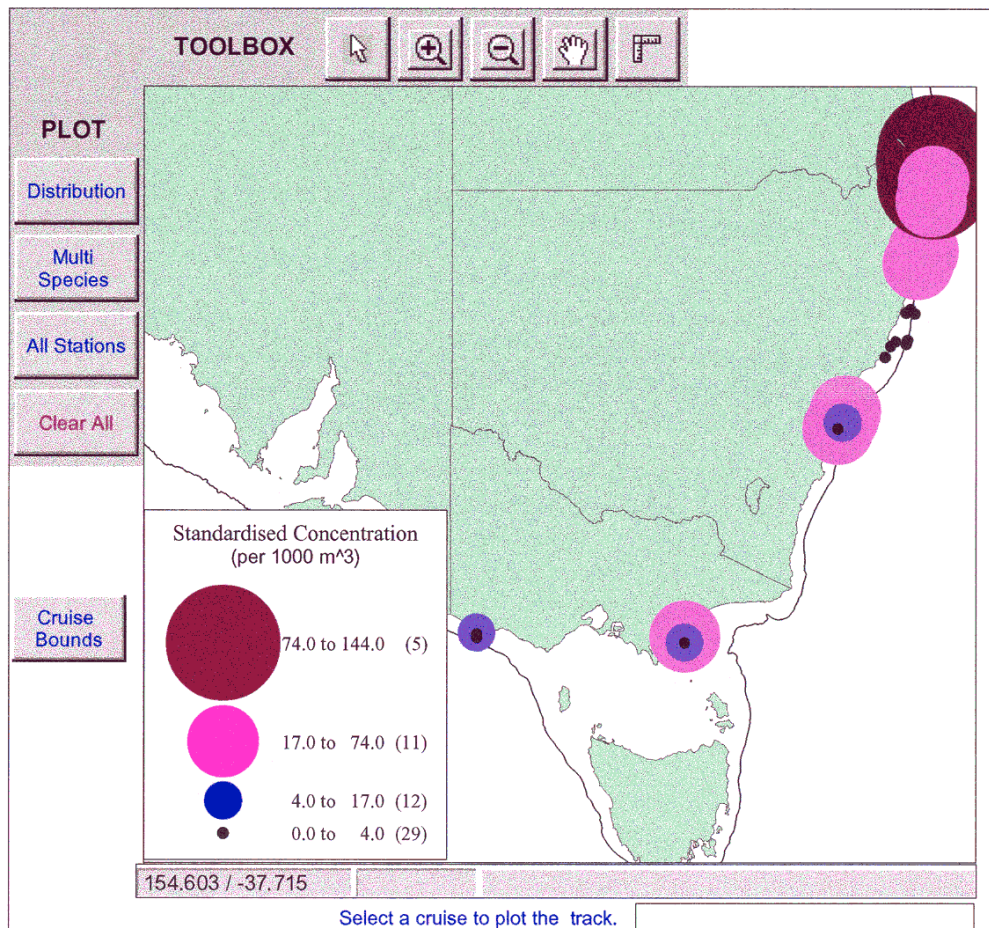 TOOLBOX
PLOT
Distribution
Multi
Species
All Stations
Clear All
Cruise
Bounds
Standardised Concentration
(per 1000 m^3)
74.0 to 144.0 (5)
17.0 to 74.0 (11)
4.0 to 17.0 (12)
0.0 to 4.0 (29)
154.603 / -37.715
Select a cruise to plot the track.